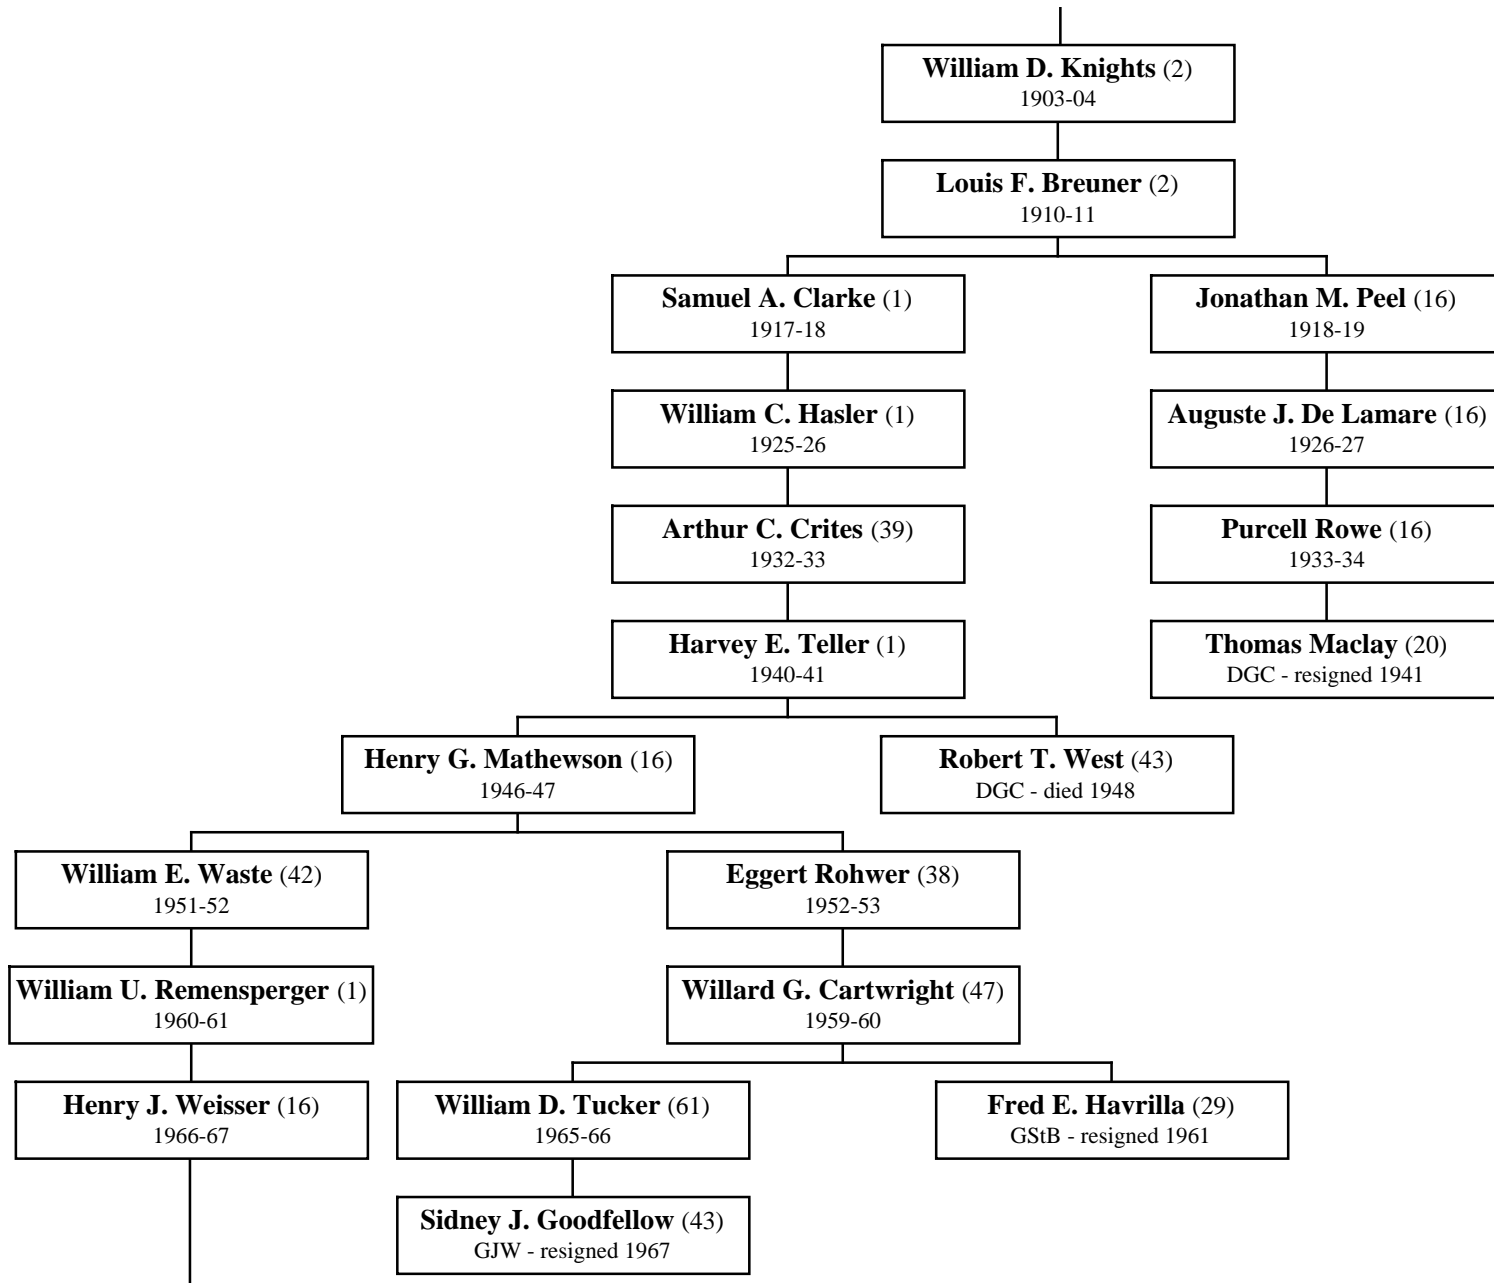 William D. Knights (2)
1903-04
Louis F. Breuner (2)
1910-11
Samuel A. Clarke (1)
1917-18
Jonathan M. Peel (16)
1918-19
William C. Hasler (1)
1925-26
Auguste J. De Lamare (16)
1926-27
Arthur C. Crites (39)
1932-33
Purcell Rowe (16)
1933-34
Harvey E. Teller (1)
1940-41
Thomas Maclay (20)
DGC - resigned 1941
Henry G. Mathewson (16)
1946-47
Robert T. West (43)
DGC - died 1948
William E. Waste (42)
1951-52
Eggert Rohwer (38)
1952-53
William U. Remensperger (1)
1960-61
Willard G. Cartwright (47)
1959-60
Henry J. Weisser (16)
1966-67
William D. Tucker (61)
1965-66
Fred E. Havrilla (29)
GStB - resigned 1961
Sidney J. Goodfellow (43)
GJW - resigned 1967